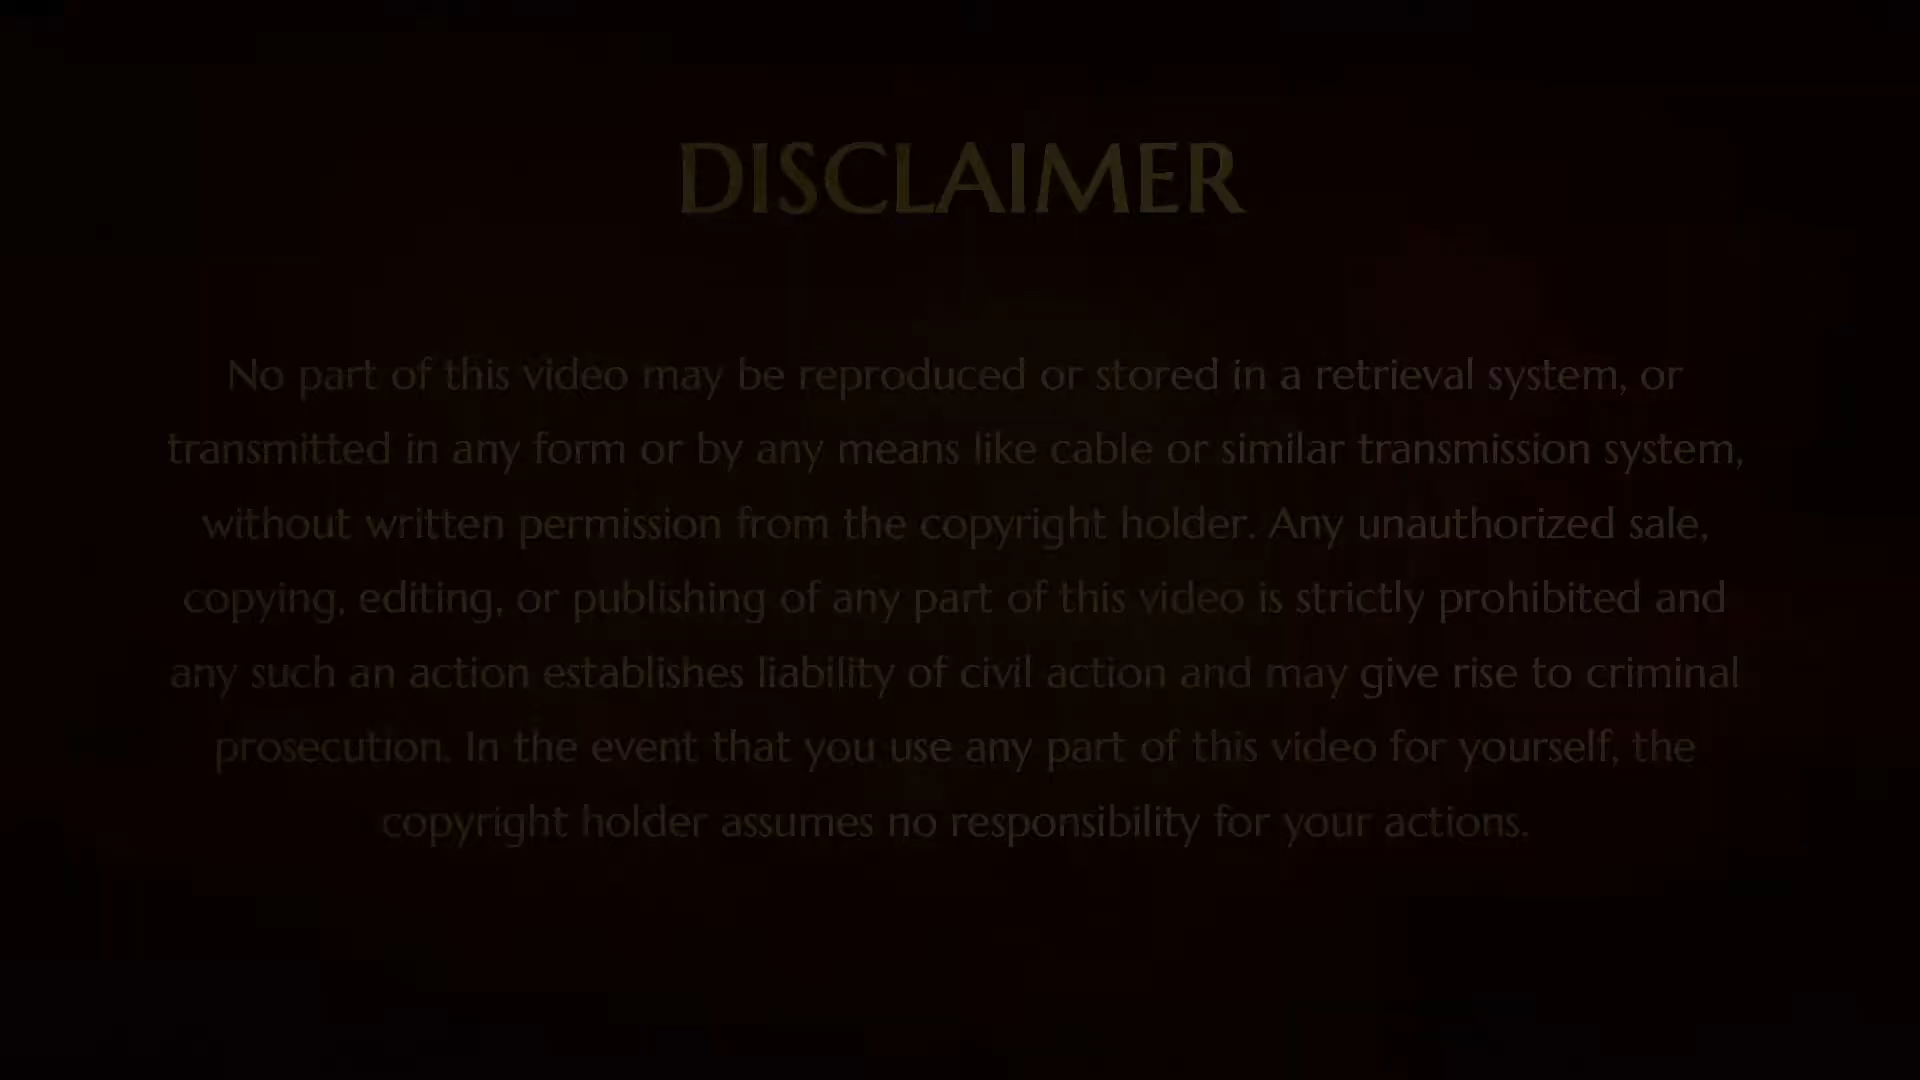 DISCLAIMER
No part of this video may be reproduced or stored in a retrieval system, or
transmitted in any form or by any means like cable or similar transmission system,
without written permission from the copyright holder. Any unauthorized sale,
copying, editing, or publishing of any part of this video is strictly prohibited and
any such an action establishes liability of civil action and may give rise to criminal
prosecution. In the event that you use any part of this video for yourself, the
copyright holder assumes no responsibility for your actions.